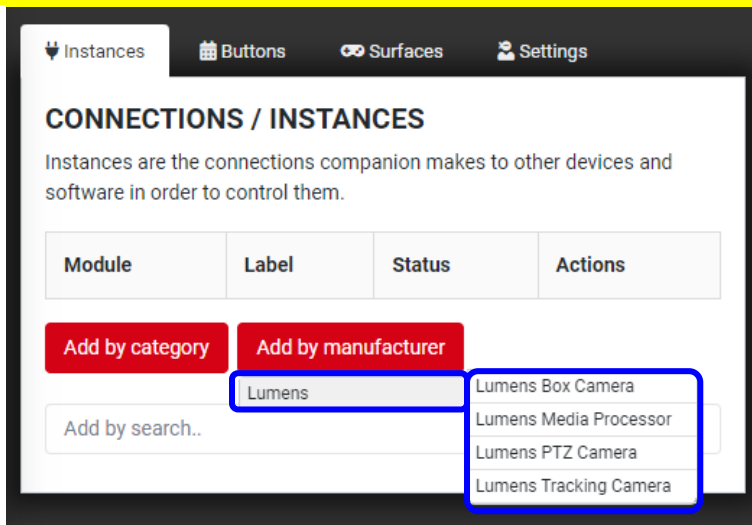 Instances Buttons Surfaces Settings
CONNECTIONS / INSTANCES
Instances are the connections companion makes to other devices and
software in order to control them.
Module Label Status Actions
Add by category Add by manufacturer
Lumens
Lumens Box Camera
Lumens Media Processor
Lumens PTZ Camera
Lumens Tracking Camera
Add by search..